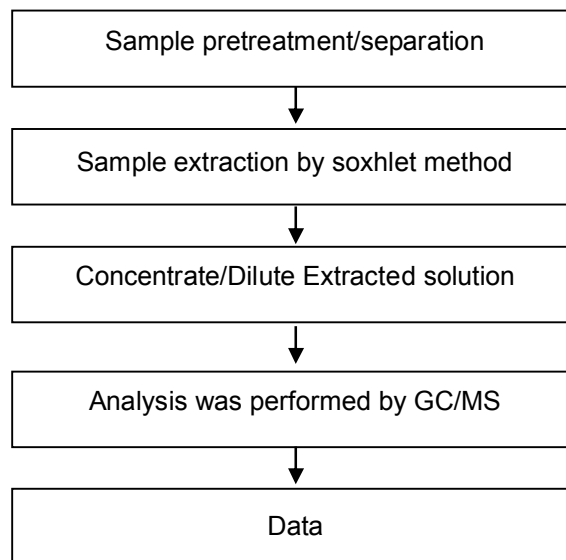 Sample pretreatment/separation
Sample extraction by soxhlet method
Concentrate/Dilute Extracted solution
Analysis was performed by GC/MS
Data